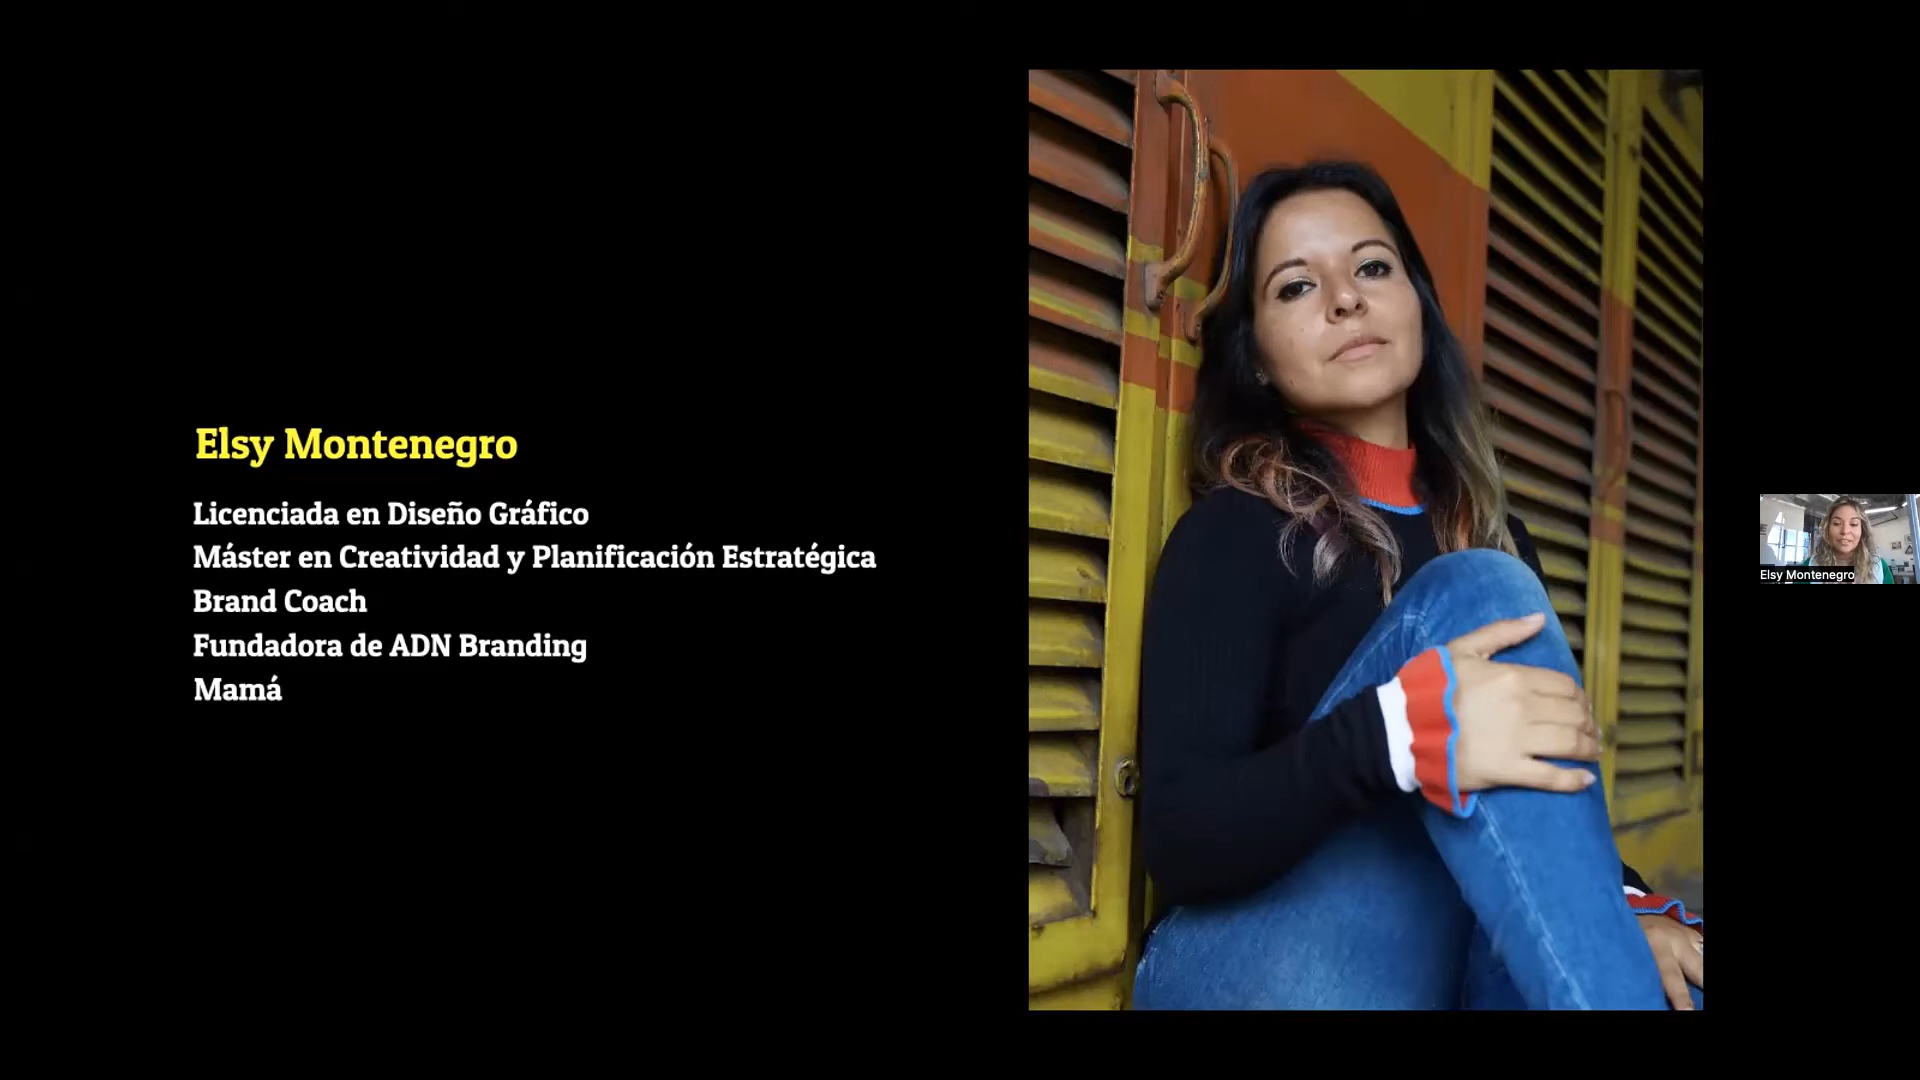 Elsy Montenegro
Licenciada en Diseño Gráfico
Máster en Creatividad y Planificación Estratégica
Brand Coach
Fundadora de ADN Branding
Mamá
Elsy Montenegro